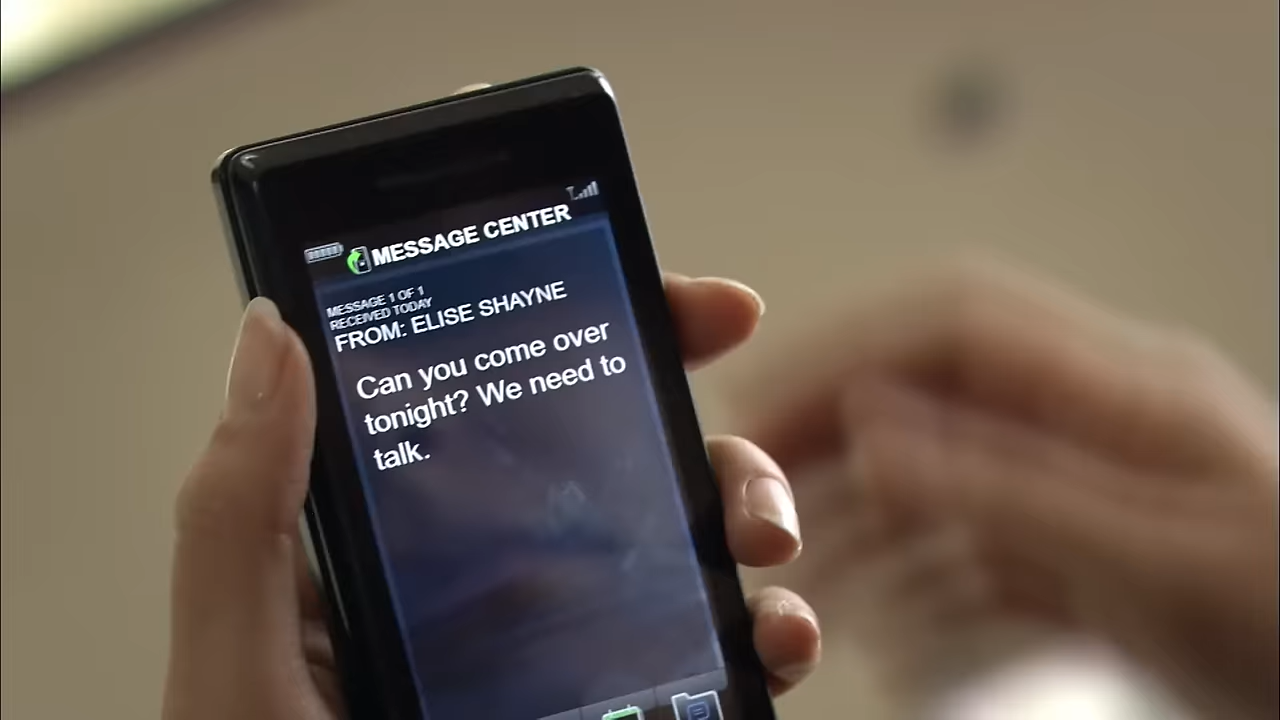 MESSAGE CENTER
MESSAGE 1 OF 1
RECEIVED TODAY
FROM: ELISE SHAYNE
Can you come over
tonight? We need to
talk.